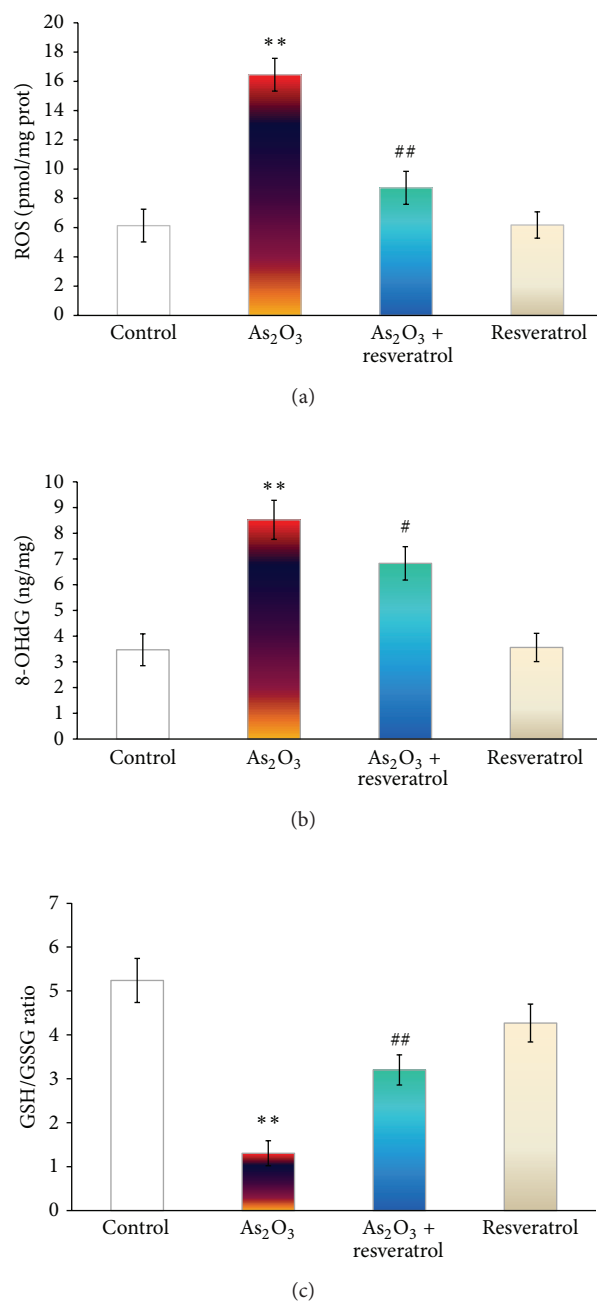 20
18
16
14
12
10
8
6
4
2
0
ROS (pmol/mg prot)
**
##
Control
As₂O₃
As₂O₃ +
resveratrol
Resveratrol
(a)
10
9
8
7
6
5
4
3
2
1
0
8-OHdG (ng/mg)
**
#
Control
As₂O₃
As₂O₃ +
resveratrol
Resveratrol
(b)
7
6
5
4
3
2
1
0
GSH/GSSG ratio
**
##
Control
As₂O₃
As₂O₃ +
resveratrol
Resveratrol
(c)